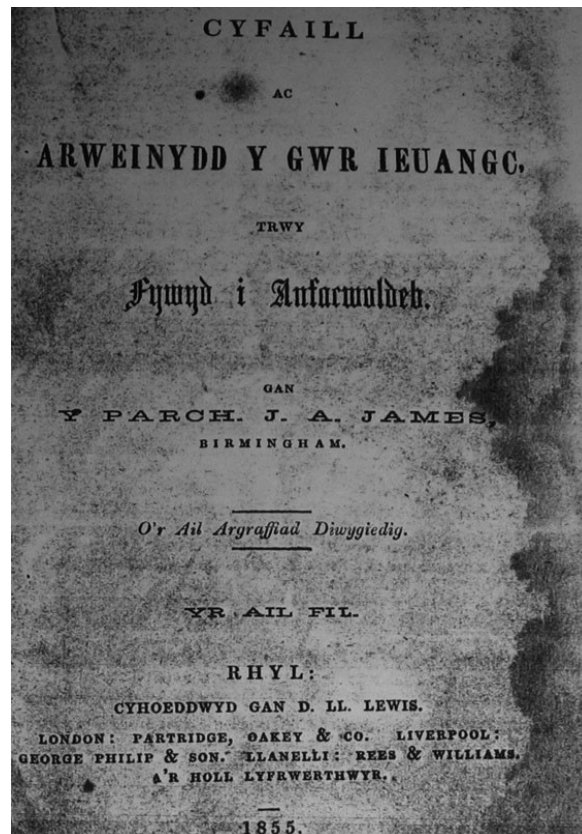 CYFAILL
AC
ARWEINYDD Y GWR IEUANGC.
TRWY
Fywyd i Anfarwoldeb.
GAN
Y PARCH. J. A. JAMES,
BIRMINGHAM.
O'r Ail Argraffiad Diwygiedig.
YR AIL FIL.
RHYL:
CYHOEDDWYD GAN D. LL. LEWIS.
LONDON: PARTRIDGE, OAKEY & CO. LIVERPOOL:
GEORGE PHILIP & SON. LLANELLI: REES & WILLIAMS.
A'R HOLL LYFRWERTHWYR.
1855.